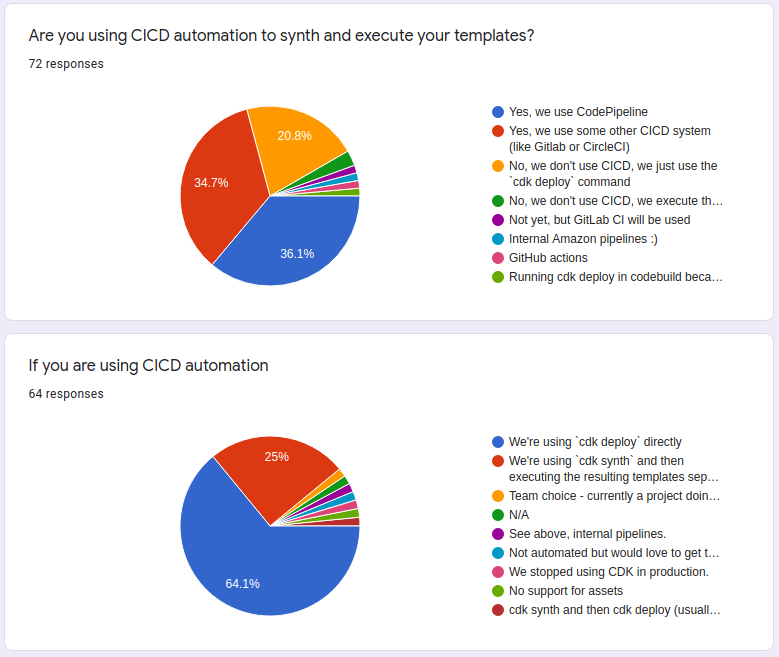 Are you using CICD automation to synth and execute your templates?
72 responses
20.8%
34.7%
36.1%
Yes, we use CodePipeline
Yes, we use some other CICD system
(like Gitlab or CircleCI)
No, we don't use CICD, we just use the
`cdk deploy` command
No, we don't use CICD, we execute th…
Not yet, but GitLab CI will be used
Internal Amazon pipelines :)
GitHub actions
Running cdk deploy in codebuild beca…
If you are using CICD automation
64 responses
25%
64.1%
We're using `cdk deploy` directly
We're using `cdk synth` and then
executing the resulting templates sep…
Team choice - currently a project doin…
N/A
See above, internal pipelines.
Not automated but would love to get t…
We stopped using CDK in production.
No support for assets
cdk synth and then cdk deploy (usuall…